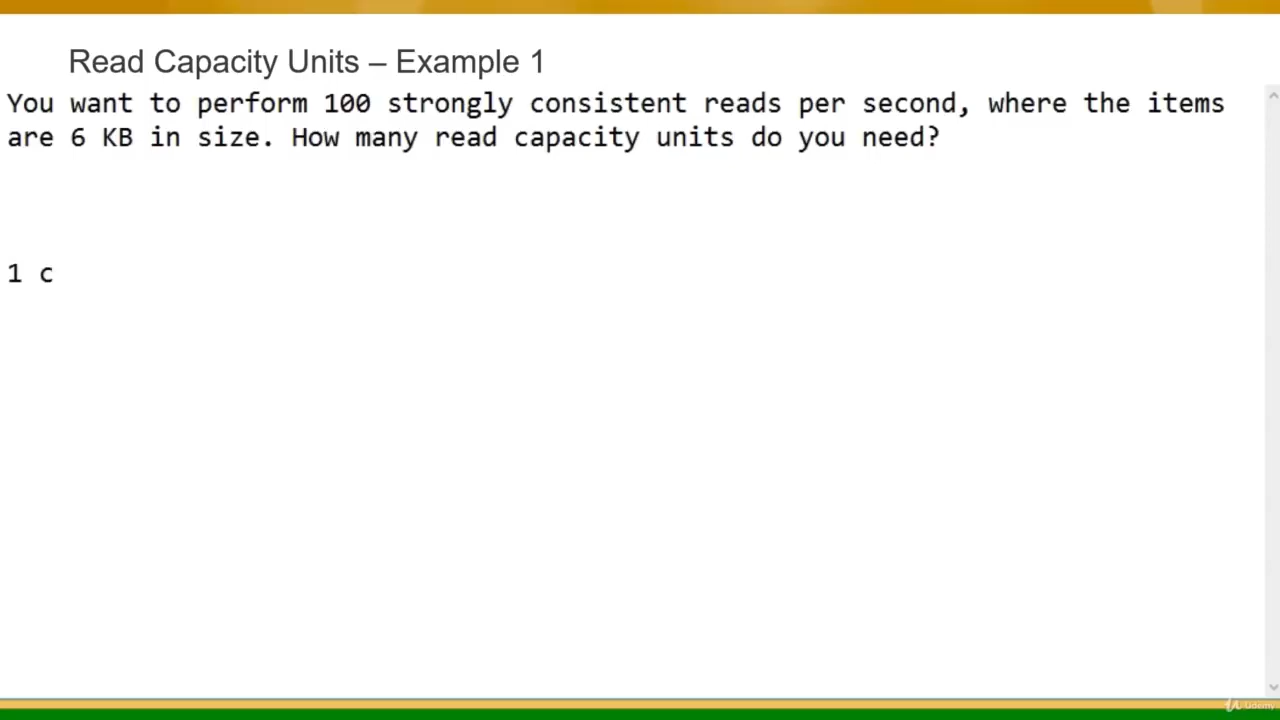 Read Capacity Units – Example 1
You want to perform 100 strongly consistent reads per second, where the items
are 6 KB in size. How many read capacity units do you need?
1 c
Udemy